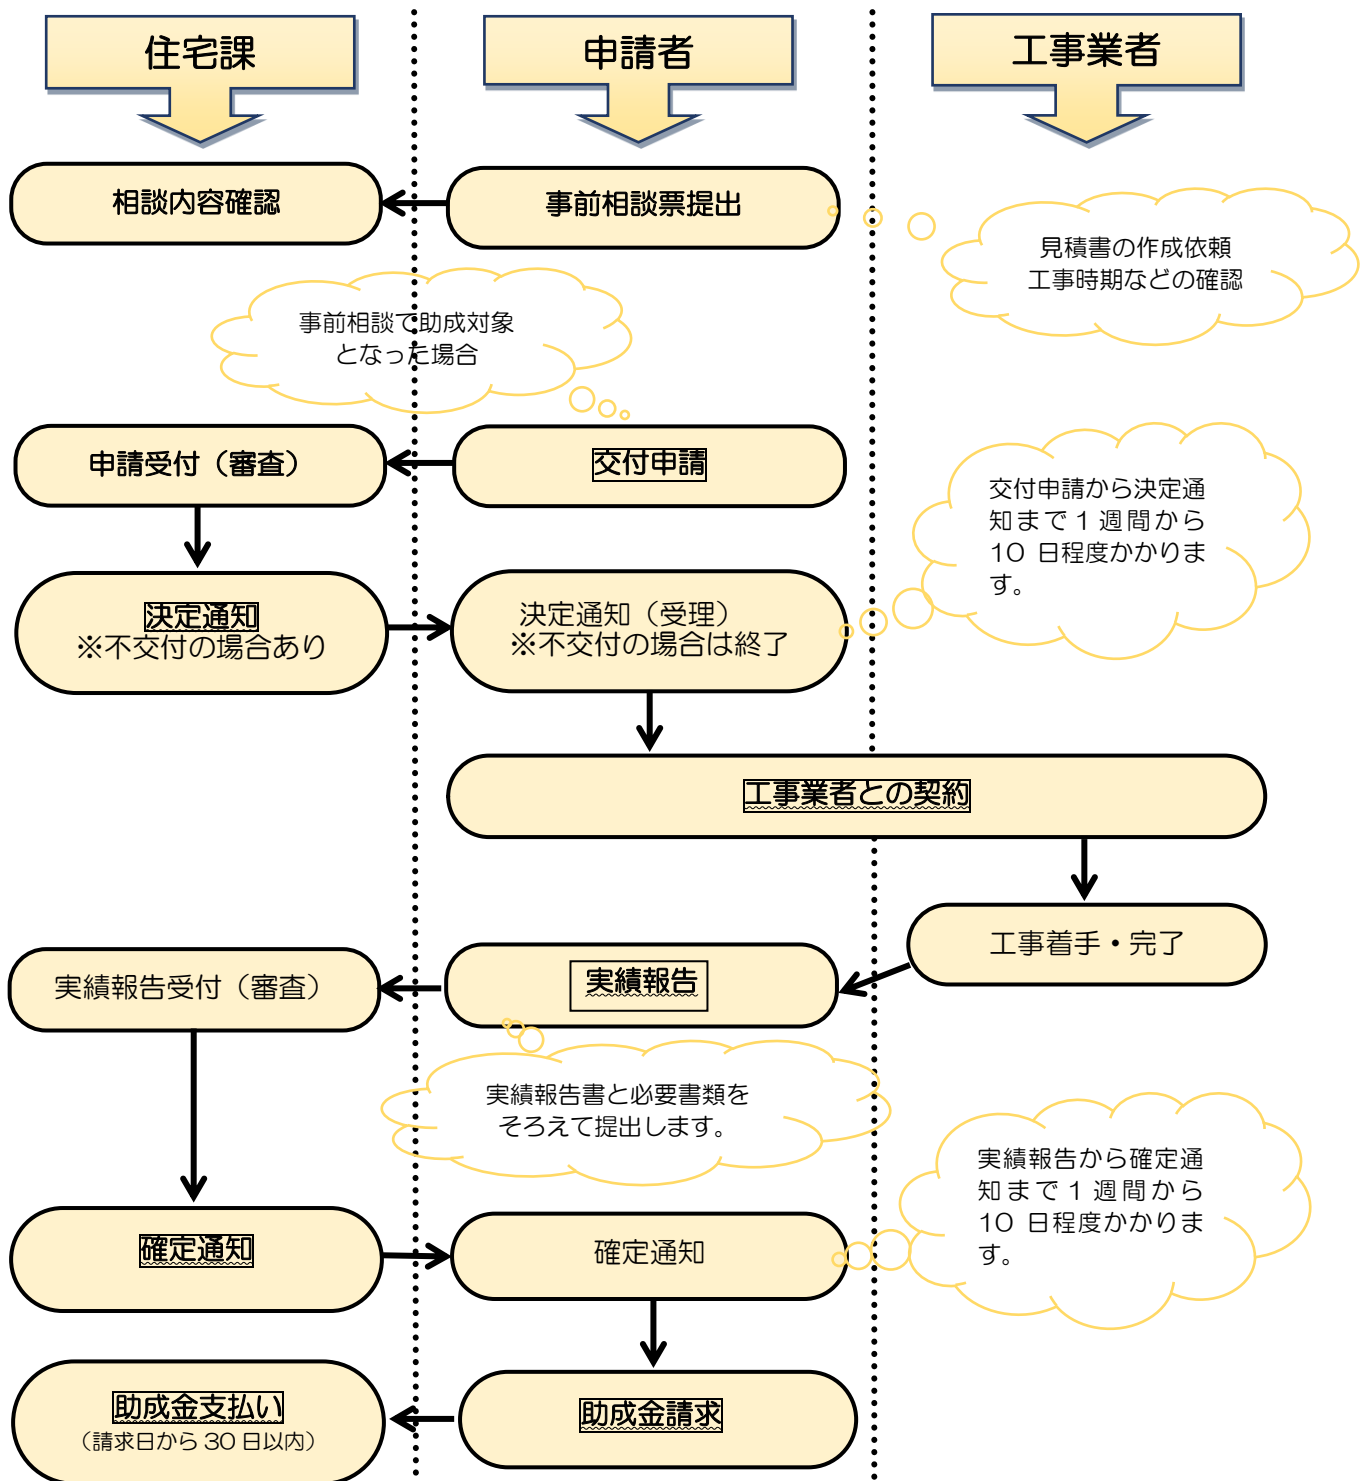 住宅課
申請者
工事業者
相談内容確認
事前相談票提出
見積書の作成依頼
工事時期などの確認
事前相談で助成対象
となった場合
申請受付（審査）
交付申請
交付申請から決定通
知まで１週間から
10 日程度かかりま
す。
決定通知
※不交付の場合あり
決定通知（受理）
※不交付の場合は終了
工事業者との契約
工事着手・完了
実績報告受付（審査）
実績報告
実績報告書と必要書類を
そろえて提出します。
実績報告から確定通
知まで１週間から
10 日程度かかりま
す。
確定通知
確定通知
助成金支払い
（請求日から 30 日以内）
助成金請求